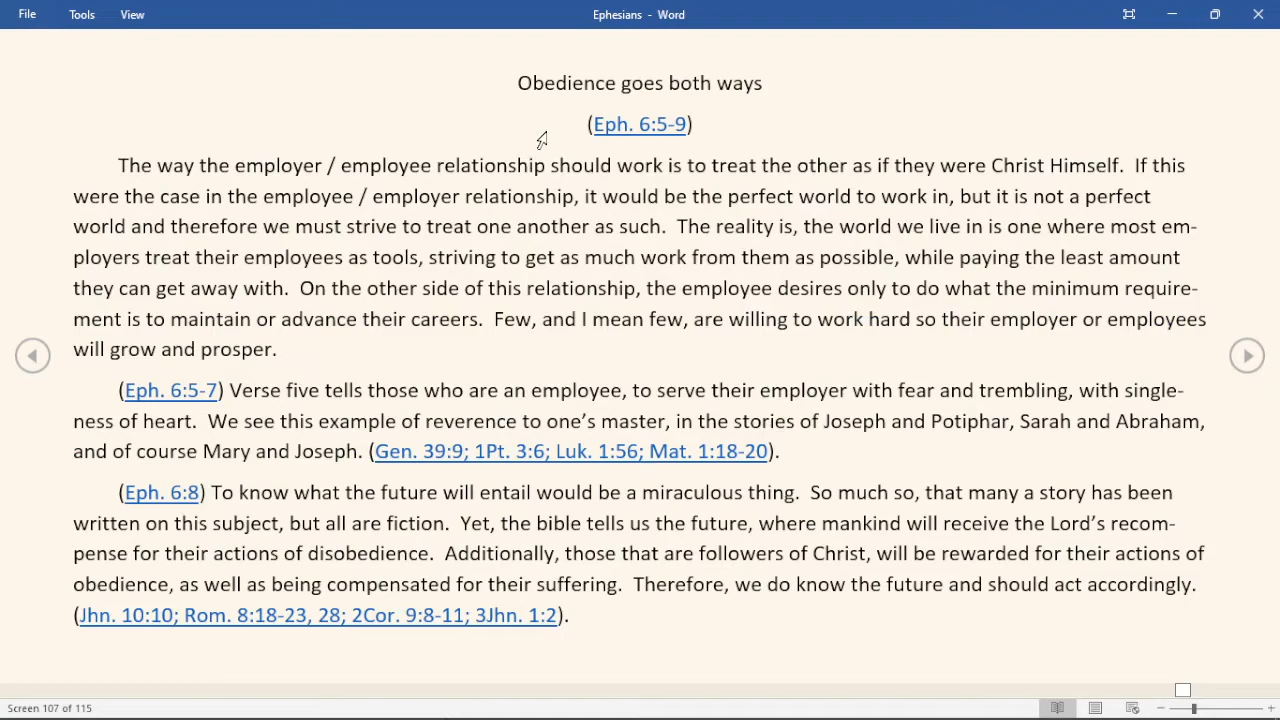 File Tools View Ephesians - Word
Obedience goes both ways
(Eph. 6:5-9)
The way the employer / employee relationship should work is to treat the other as if they were Christ Himself.  If this
were the case in the employee / employer relationship, it would be the perfect world to work in, but it is not a perfect
world and therefore we must strive to treat one another as such.  The reality is, the world we live in is one where most em-
ployers treat their employees as tools, striving to get as much work from them as possible, while paying the least amount
they can get away with.  On the other side of this relationship, the employee desires only to do what the minimum require-
ment is to maintain or advance their careers.  Few, and I mean few, are willing to work hard so their employer or employees
will grow and prosper.
(Eph. 6:5-7) Verse five tells those who are an employee, to serve their employer with fear and trembling, with single-
ness of heart.  We see this example of reverence to one’s master, in the stories of Joseph and Potiphar, Sarah and Abraham,
and of course Mary and Joseph. (Gen. 39:9; 1Pt. 3:6; Luk. 1:56; Mat. 1:18-20).
(Eph. 6:8) To know what the future will entail would be a miraculous thing.  So much so, that many a story has been
written on this subject, but all are fiction.  Yet, the bible tells us the future, where mankind will receive the Lord’s recom-
pense for their actions of disobedience.  Additionally, those that are followers of Christ, will be rewarded for their actions of
obedience, as well as being compensated for their suffering.  Therefore, we do know the future and should act accordingly.
(Jhn. 10:10; Rom. 8:18-23, 28; 2Cor. 9:8-11; 3Jhn. 1:2).
Screen 107 of 115